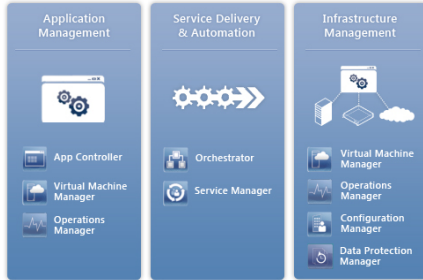 Application
Management
App Controller
Virtual Machine
Manager
Operations
Manager
Service Delivery
& Automation
Orchestrator
Service Manager
Infrastructure
Management
Virtual Machine
Manager
Operations
Manager
Configuration
Manager
Data Protection
Manager